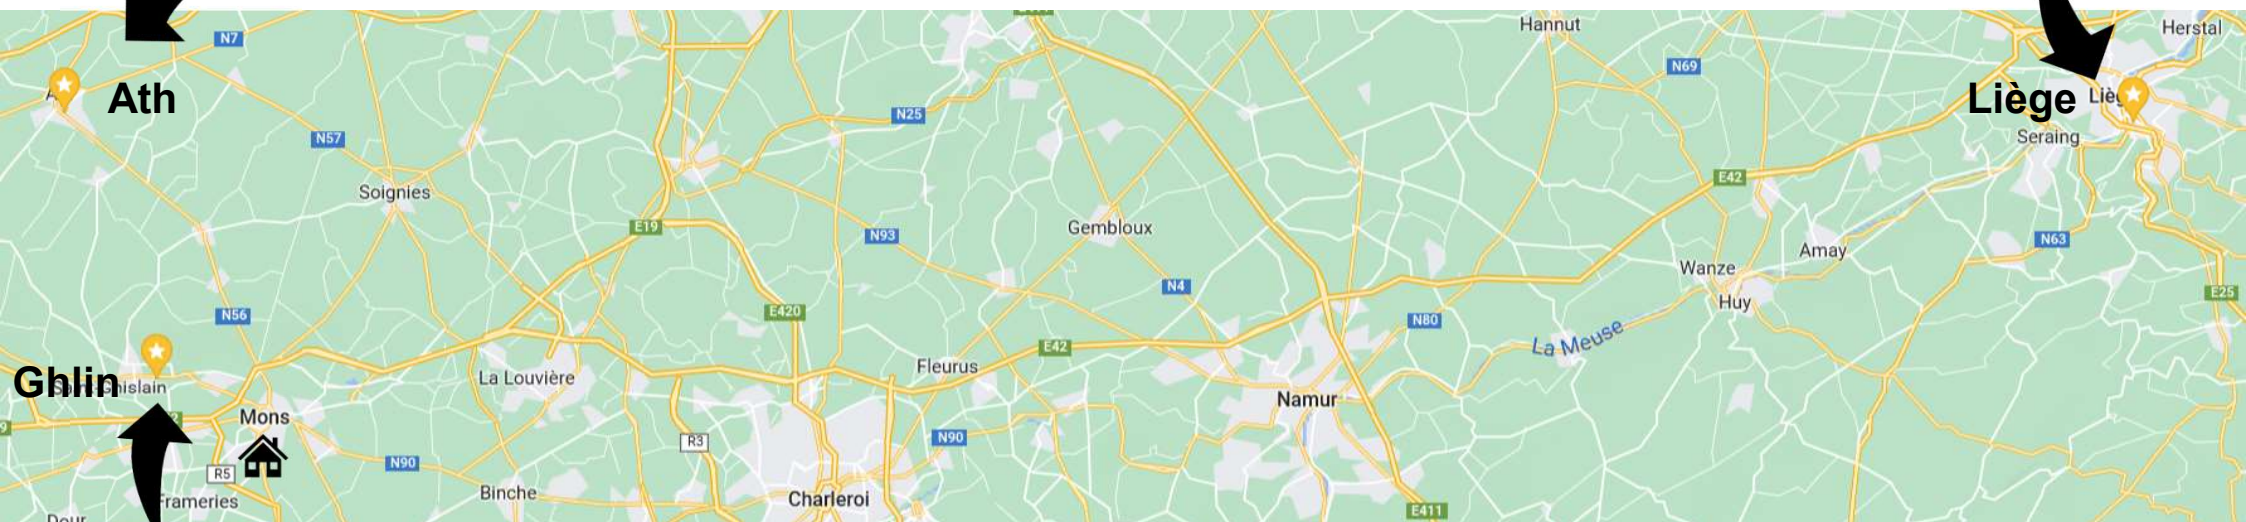 Hannut
Herstal
N7
N69
Ath
Liège
Seraing
N25
N57
E42
Soignies
E19
N93
Gembloux
N63
Amay
Wanze
Huy
N4
E25
N56
E420
N80
La Meuse
E42
Fleurus
Ghlin
La Louvière
Namur
Mons
N90
R3
N90
R5
Binche
Frameries
Charleroi
E411